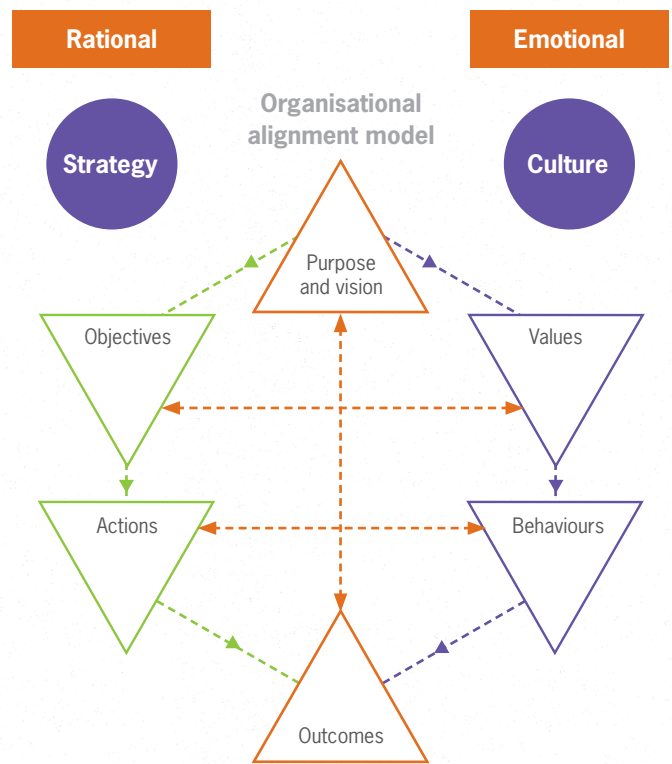 Rational
Emotional
Organisational
alignment model
Strategy
Culture
Purpose
and vision
Objectives
Values
Actions
Behaviours
Outcomes